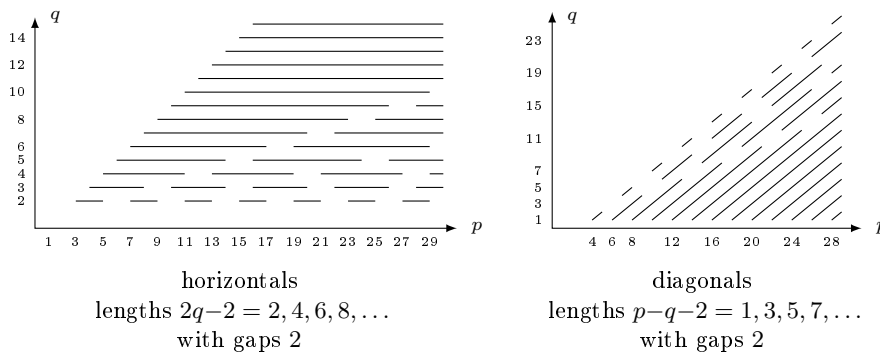 q
14
12
10
8
6
5
4
3
2
p
1 3 5 7 9 11 13 15 17 19 21 23 25 27 29
horizontals
lengths 2q−2 = 2, 4, 6, 8, . . .
with gaps 2
q
23
19
15
11
7
5
3
1
p
4 6 8 12 16 20 24 28
diagonals
lengths p−q−2 = 1, 3, 5, 7, . . .
with gaps 2